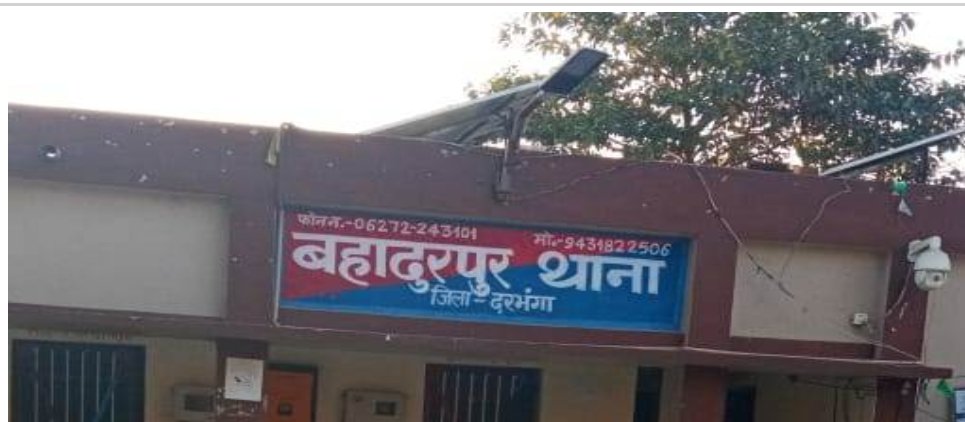 फोन नं.-06272-243101 मो.-9431822506
बहादुरपुर थाना
जिला - दरभंगा